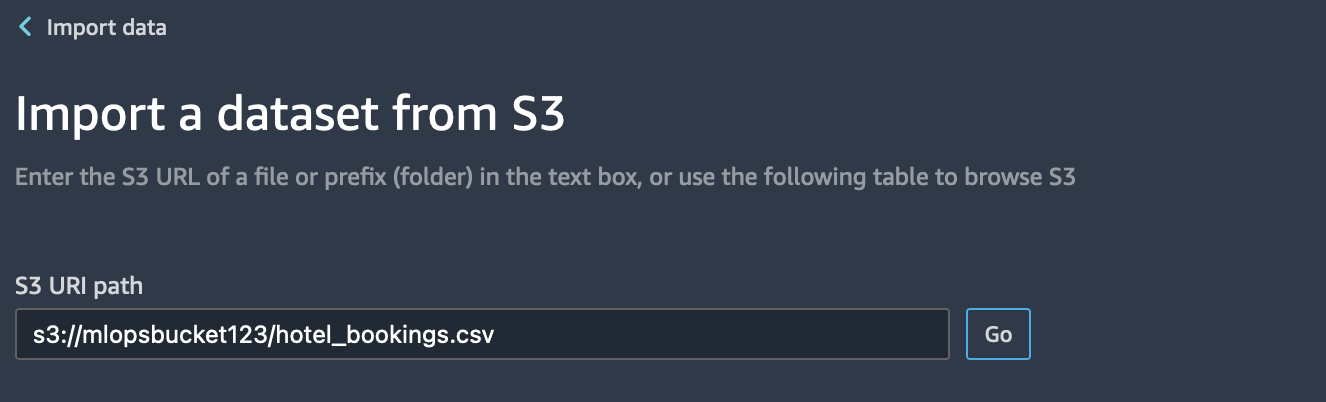 Import data
Import a dataset from S3
Enter the S3 URL of a file or prefix (folder) in the text box, or use the following table to browse S3
S3 URI path
s3://mlopsbucket123/hotel_bookings.csv
Go